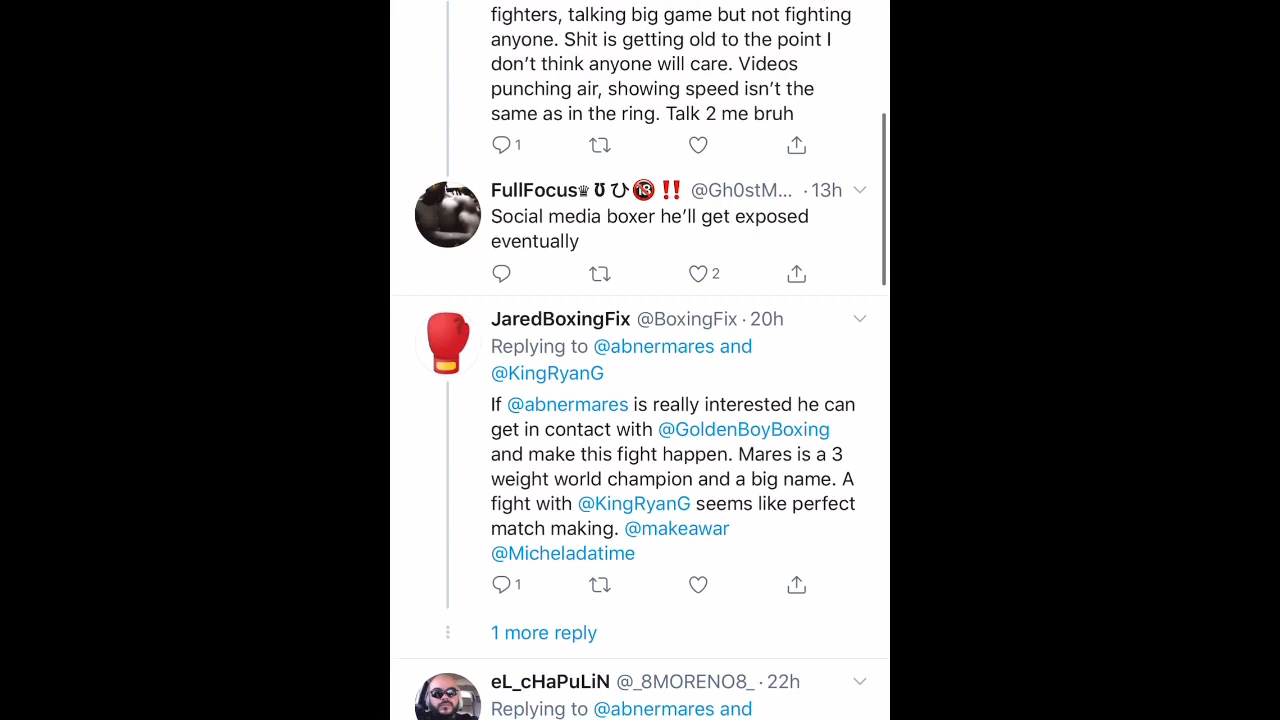 fighters, talking big game but not fighting
anyone. Shit is getting old to the point I
don't think anyone will care. Videos
punching air, showing speed isn't the
same as in the ring. Talk 2 me bruh
1
FullFocus♕ひ🔞‼️ @Gh0stM... · 13h
Social media boxer he'll get exposed
eventually
2
JaredBoxingFix @BoxingFix · 20h
Replying to @abnermares and
@KingRyanG
If @abnermares is really interested he can
get in contact with @GoldenBoyBoxing
and make this fight happen. Mares is a 3
weight world champion and a big name. A
fight with @KingRyanG seems like perfect
match making. @makeawar
@Micheladatime
1
1 more reply
eL_cHaPuLiN @_8MORENO8_ · 22h
Replying to @abnermares and